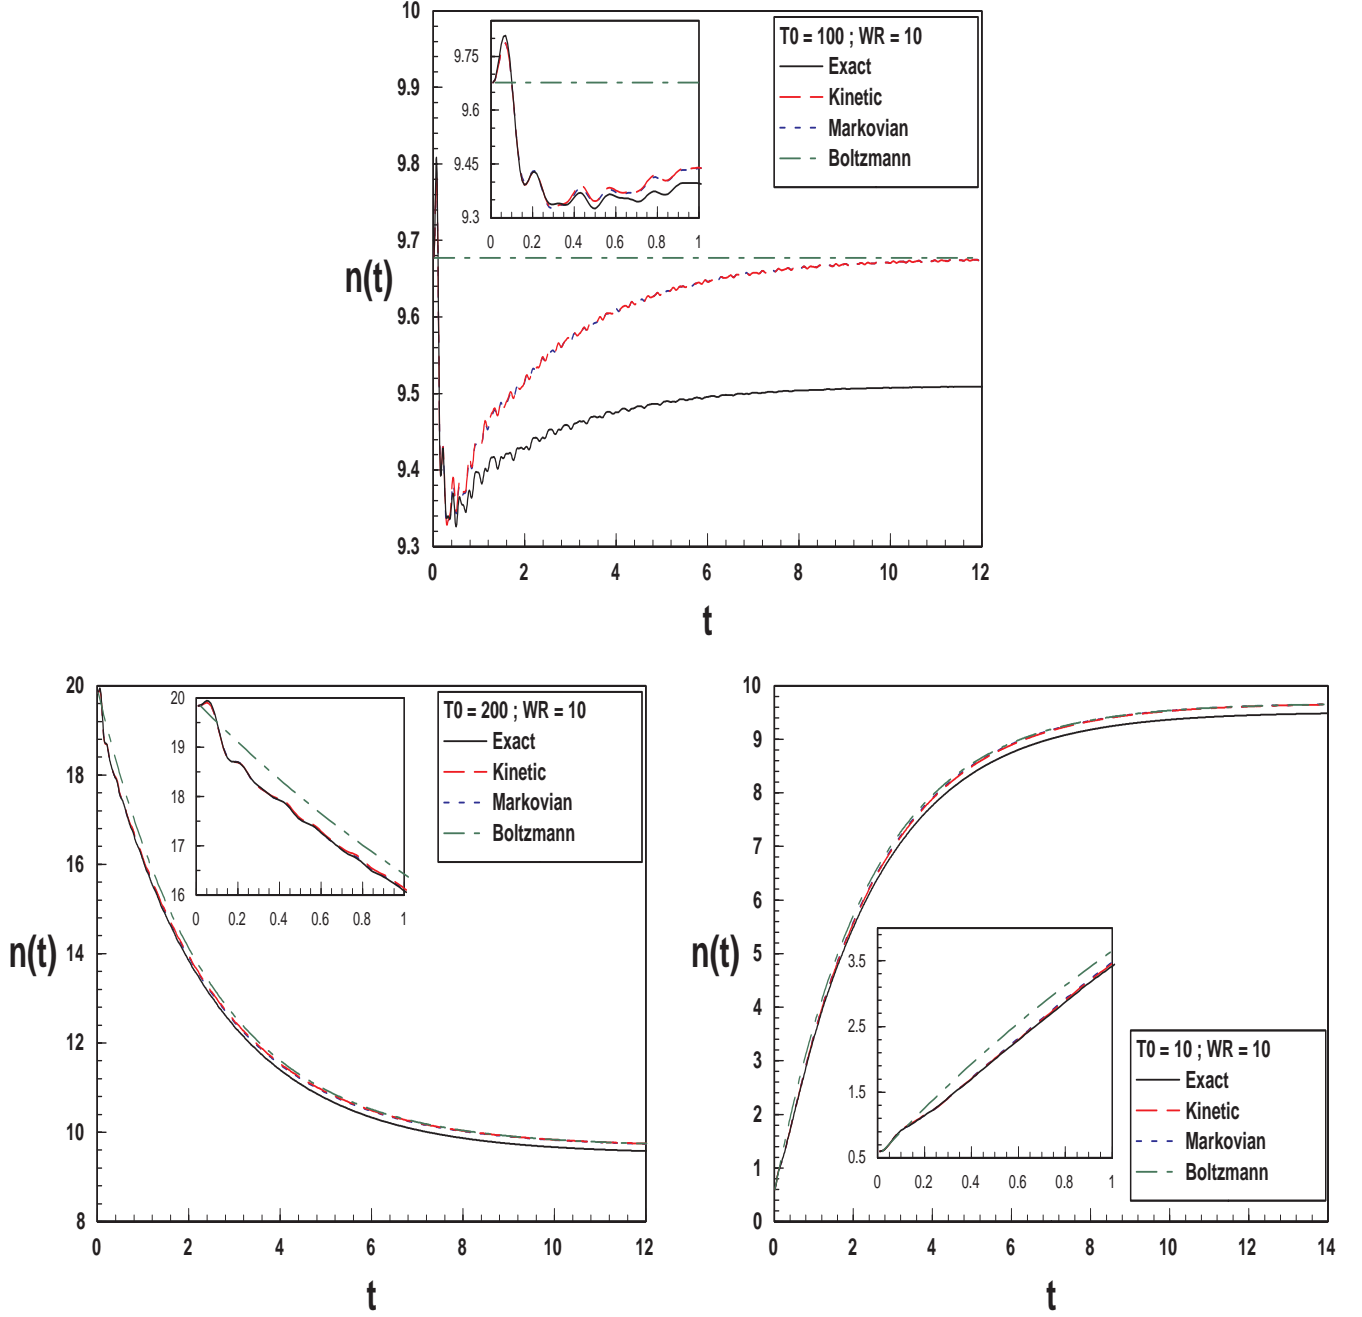 10
9.9
9.8
9.7
9.6
9.5
9.4
9.3
0 2 4 6 8 10 12
n(t)
t
9.75
9.6
9.45
9.3
0 0.2 0.4 0.6 0.8 1
T0 = 100 ; WR = 10
Exact
Kinetic
Markovian
Boltzmann
20
18
16
14
12
10
8
0 2 4 6 8 10 12
n(t)
t
20
19
18
17
16
0 0.2 0.4 0.6 0.8 1
T0 = 200 ; WR = 10
Exact
Kinetic
Markovian
Boltzmann
10
9
8
7
6
5
4
3
2
1
0
0 2 4 6 8 10 12 14
n(t)
t
3.5
2.5
1.5
0.5
0 0.2 0.4 0.6 0.8 1
T0 = 10 ; WR = 10
Exact
Kinetic
Markovian
Boltzmann